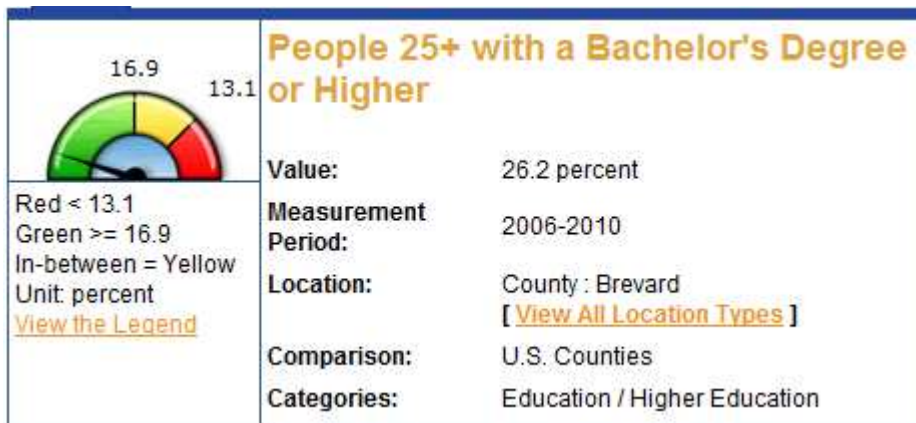 16.9
13.1
Red < 13.1
Green >= 16.9
In-between = Yellow
Unit: percent
View the Legend
People 25+ with a Bachelor's Degree
or Higher
Value: 26.2 percent
Measurement
Period: 2006-2010
Location: County : Brevard
[ View All Location Types ]
Comparison: U.S. Counties
Categories: Education / Higher Education